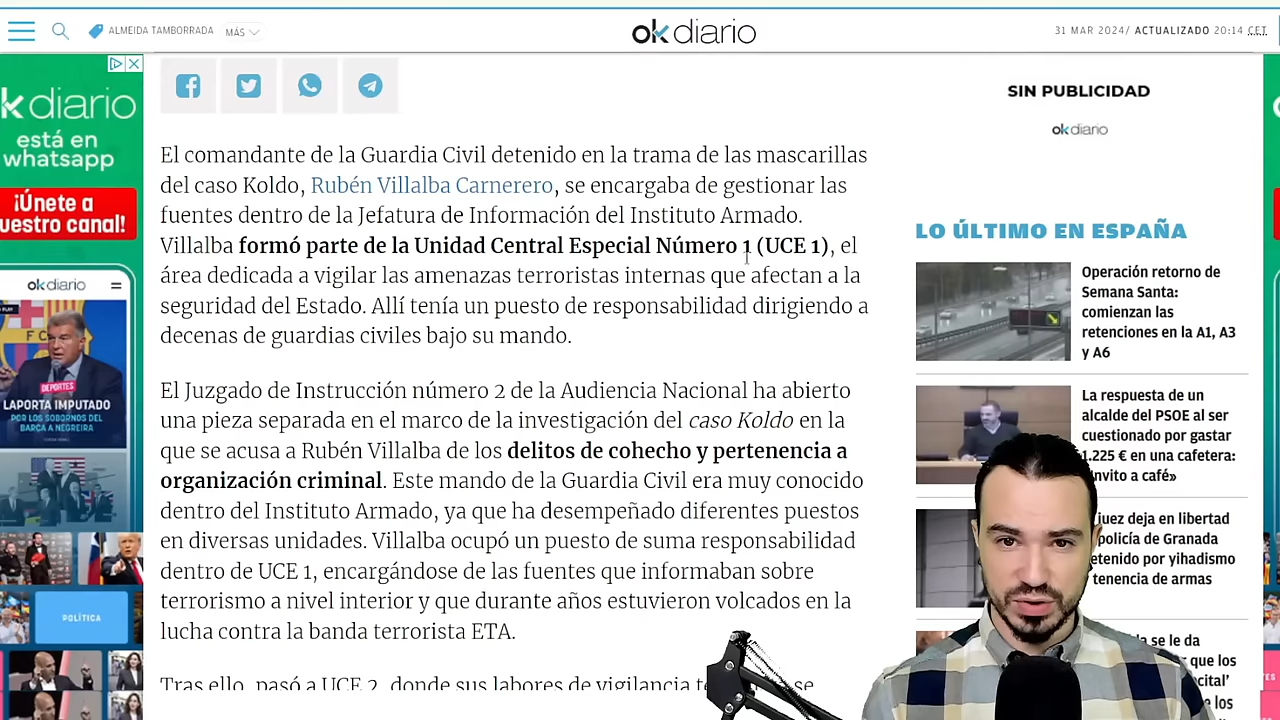 ALMEIDA TAMBORRADA
MÁS
okdiario
31 MAR 2024/ ACTUALIZADO 20:14 CET
k diario
está en
whatsapp
¡Únete a
uestro canal!
okdiario
DEPORTES
LAPORTA IMPUTADO
POR LOS SOBORNOS DEL
BARÇA A NEGREIRA
POLÍTICA
El comandante de la Guardia Civil detenido en la trama de las mascarillas
del caso Koldo, Rubén Villalba Carnerero, se encargaba de gestionar las
fuentes dentro de la Jefatura de Información del Instituto Armado.
Villalba formó parte de la Unidad Central Especial Número 1 (UCE 1), el
área dedicada a vigilar las amenazas terroristas internas que afectan a la
seguridad del Estado. Allí tenía un puesto de responsabilidad dirigiendo a
decenas de guardias civiles bajo su mando.
El Juzgado de Instrucción número 2 de la Audiencia Nacional ha abierto
una pieza separada en el marco de la investigación del caso Koldo en la
que se acusa a Rubén Villalba de los delitos de cohecho y pertenencia a
organización criminal. Este mando de la Guardia Civil era muy conocido
dentro del Instituto Armado, ya que ha desempeñado diferentes puestos
en diversas unidades. Villalba ocupó un puesto de suma responsabilidad
dentro de UCE 1, encargándose de las fuentes que informaban sobre
terrorismo a nivel interior y que durante años estuvieron volcados en la
lucha contra la banda terrorista ETA.
Tras ello, pasó a UCE 2, donde sus labores de vigilancia se
SIN PUBLICIDAD
okdiario
LO ÚLTIMO EN ESPAÑA
Operación retorno de
Semana Santa:
comienzan las
retenciones en la A1, A3
y A6
La respuesta de un
alcalde del PSOE al ser
cuestionado por gastar
1.225 € en una cafetera:
nvito a café»
juez deja en libertad
policía de Granada
etenido por yihadismo
tenencia de armas
a se le da
que los
cital'
e los